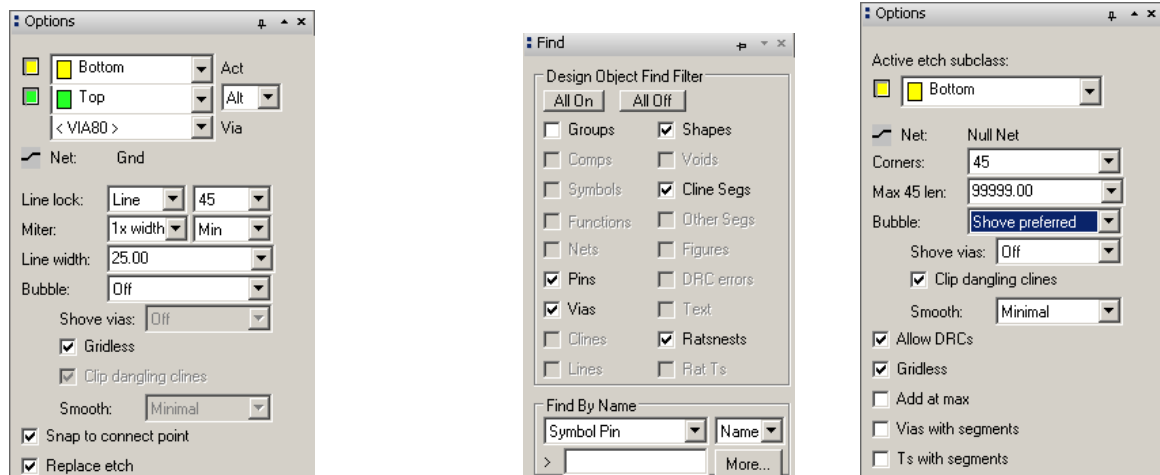 Options
Bottom Act
Top Alt
< VIA80 > Via
Net: Gnd
Line lock: Line 45
Miter: 1x width Min
Line width: 25.00
Bubble: Off
Shove vias: Off
Gridless
Clip dangling clines
Smooth: Minimal
Snap to connect point
Replace etch
Find
Design Object Find Filter
All On All Off
Groups Shapes
Comps Voids
Symbols Cline Segs
Functions Other Segs
Nets Figures
Pins DRC errors
Vias Text
Clines Ratsnests
Lines Rat Ts
Find By Name
Symbol Pin Name
> More...
Options
Active etch subclass:
Bottom
Net: Null Net
Corners: 45
Max 45 len: 99999.00
Bubble: Shove preferred
Shove vias: Off
Clip dangling clines
Smooth: Minimal
Allow DRCs
Gridless
Add at max
Vias with segments
Ts with segments